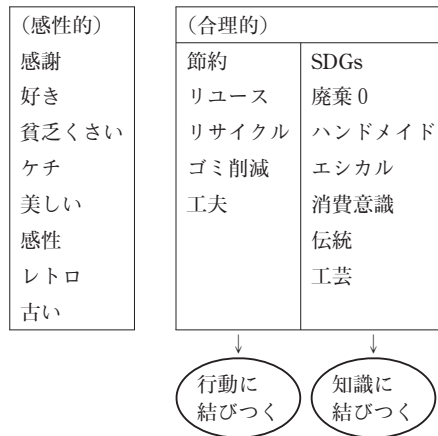 (感性的)
感謝
好き
貧乏くさい
ケチ
美しい
感性
レトロ
古い
(合理的)
節約
リユース
リサイクル
ゴミ削減
工夫
SDGs
廃棄 0
ハンドメイド
エシカル
消費意識
伝統
工芸
↓
↓
行動に
結びつく
知識に
結びつく